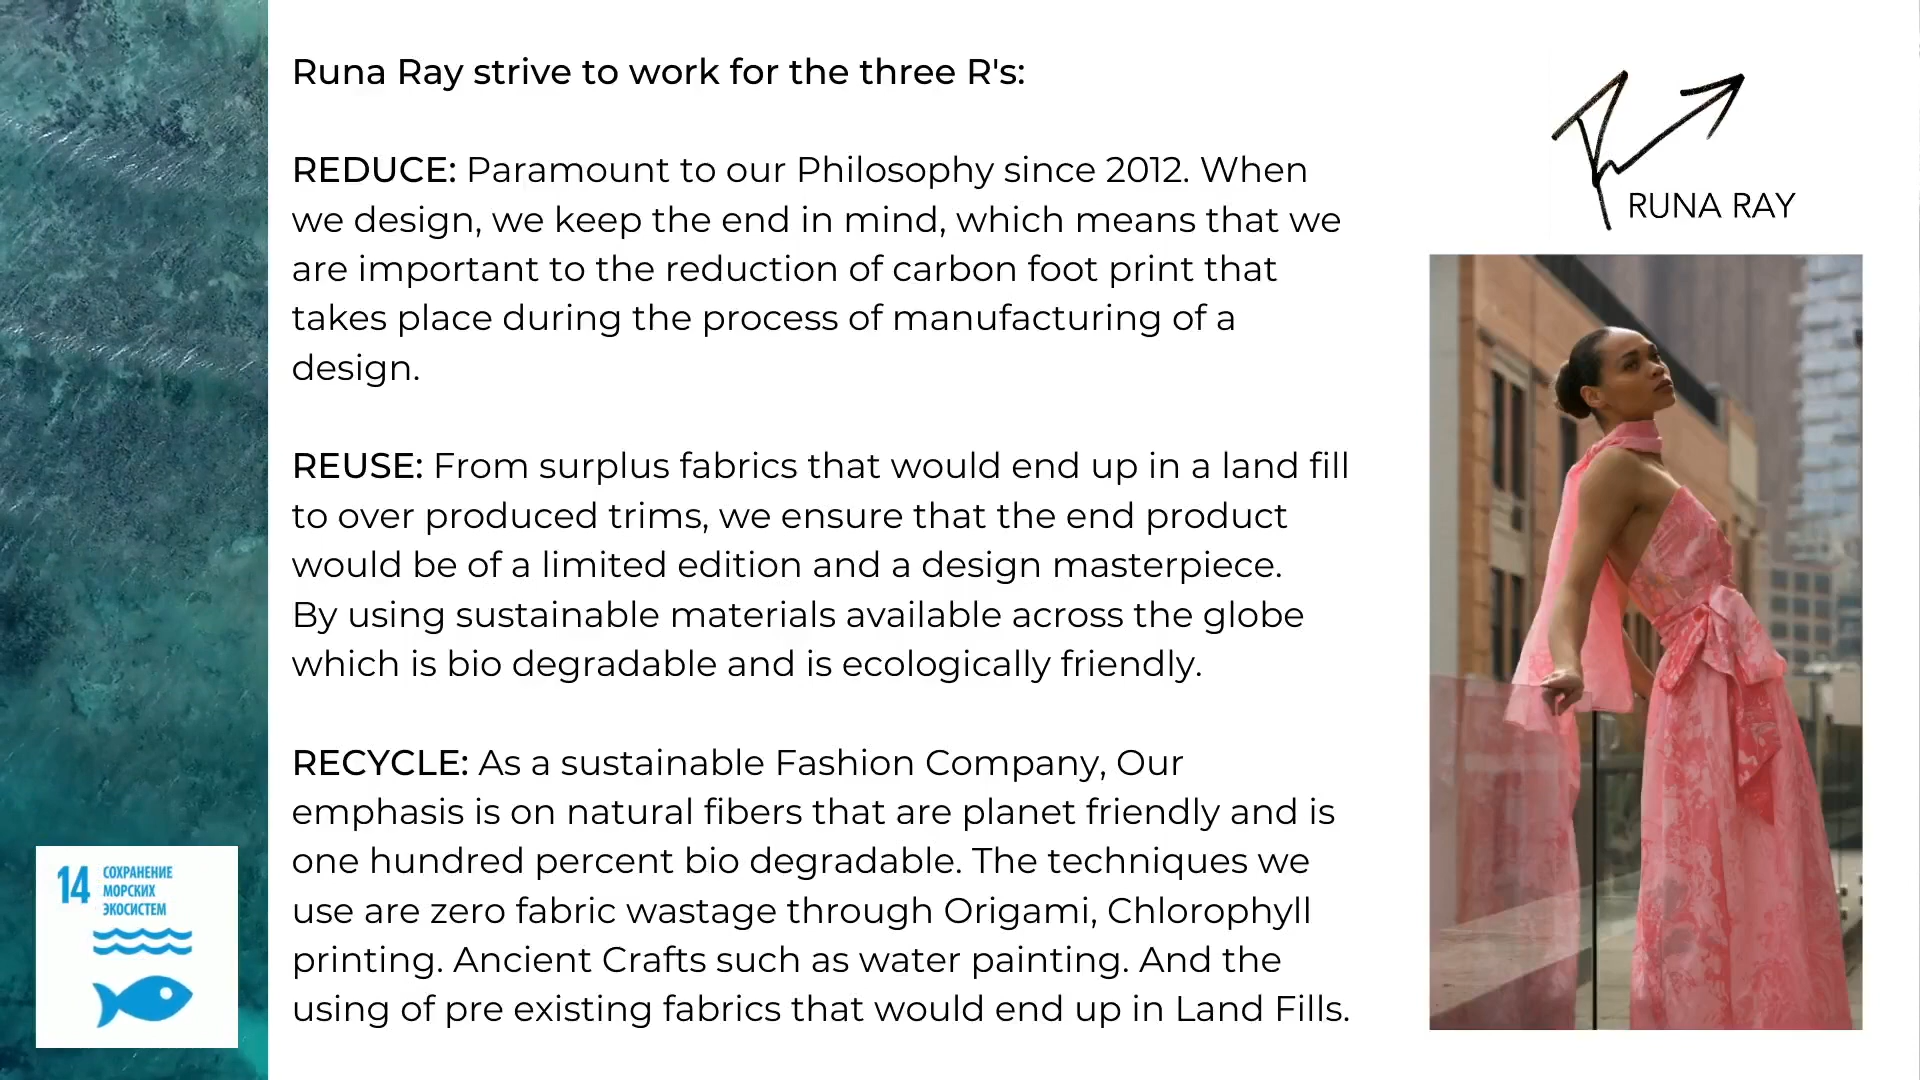 Runa Ray strive to work for the three R's:
REDUCE: Paramount to our Philosophy since 2012. When
we design, we keep the end in mind, which means that we
are important to the reduction of carbon foot print that
takes place during the process of manufacturing of a
design.
REUSE: From surplus fabrics that would end up in a land fill
to over produced trims, we ensure that the end product
would be of a limited edition and a design masterpiece.
By using sustainable materials available across the globe
which is bio degradable and is ecologically friendly.
RECYCLE: As a sustainable Fashion Company, Our
emphasis is on natural fibers that are planet friendly and is
one hundred percent bio degradable. The techniques we
use are zero fabric wastage through Origami, Chlorophyll
printing. Ancient Crafts such as water painting. And the
using of pre existing fabrics that would end up in Land Fills.
RUNA RAY
14 СОХРАНЕНИЕ
МОРСКИХ
ЭКОСИСТЕМ